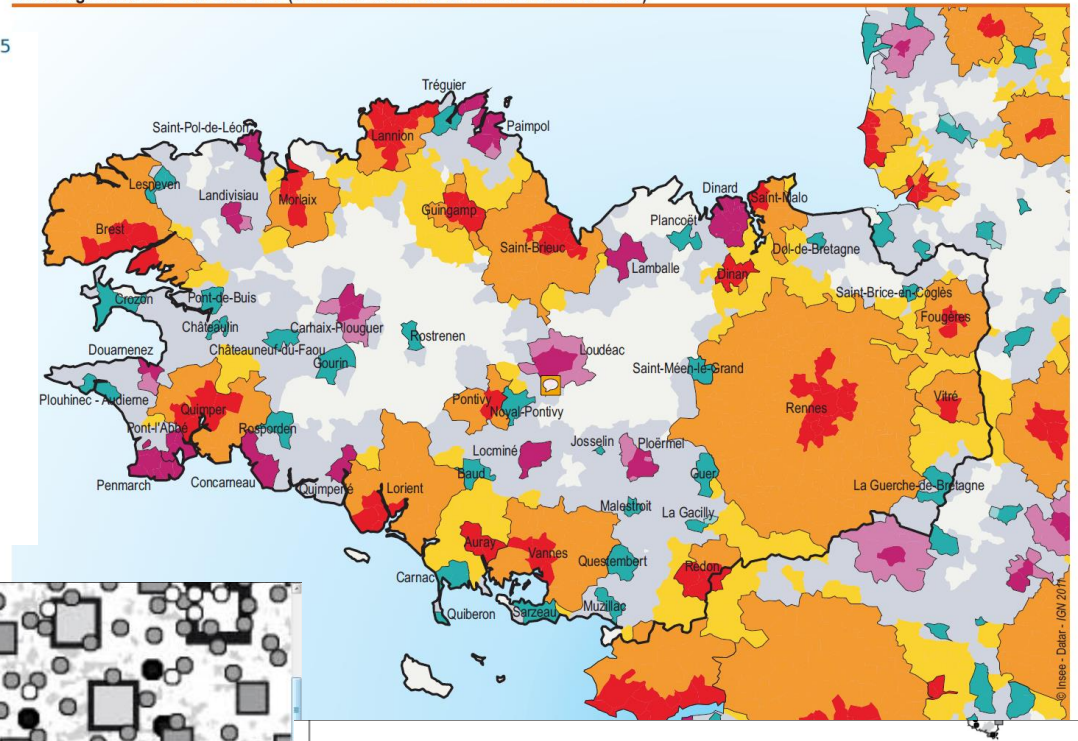 5
Tréguier
Saint-Pol-de-Léon
Paimpol
Lannion
Lesneven
Landivisiau
Morlaix
Guingamp
Dinard
Saint-Malo
Plancoët
Brest
Saint-Brieuc
Lamballe
Dol-de-Bretagne
Dinan
Crozon
Pont-de-Buis
Saint-Brice-en-Coglès
Fougères
Châteaulin
Carhaix-Plouguer
Rostrenen
Douarnenez
Châteauneuf-du-Faou
Gourin
Loudéac
Saint-Méen-le-Grand
Plouhinec - Audierne
Quimper
Pontivy
Noyal-Pontivy
Rennes
Vitré
Pont-l'Abbé
Rosporden
Locminé
Josselin
Ploërmel
Penmarch
Concarneau
Quimperlé
Lorient
Baud
Guer
La Guerche-de-Bretagne
Malestroit
La Gacilly
Auray
Vannes
Questembert
Redon
Carnac
Quiberon
Sarzeau
Muzillac
© Insee - Datar - IGN 2011